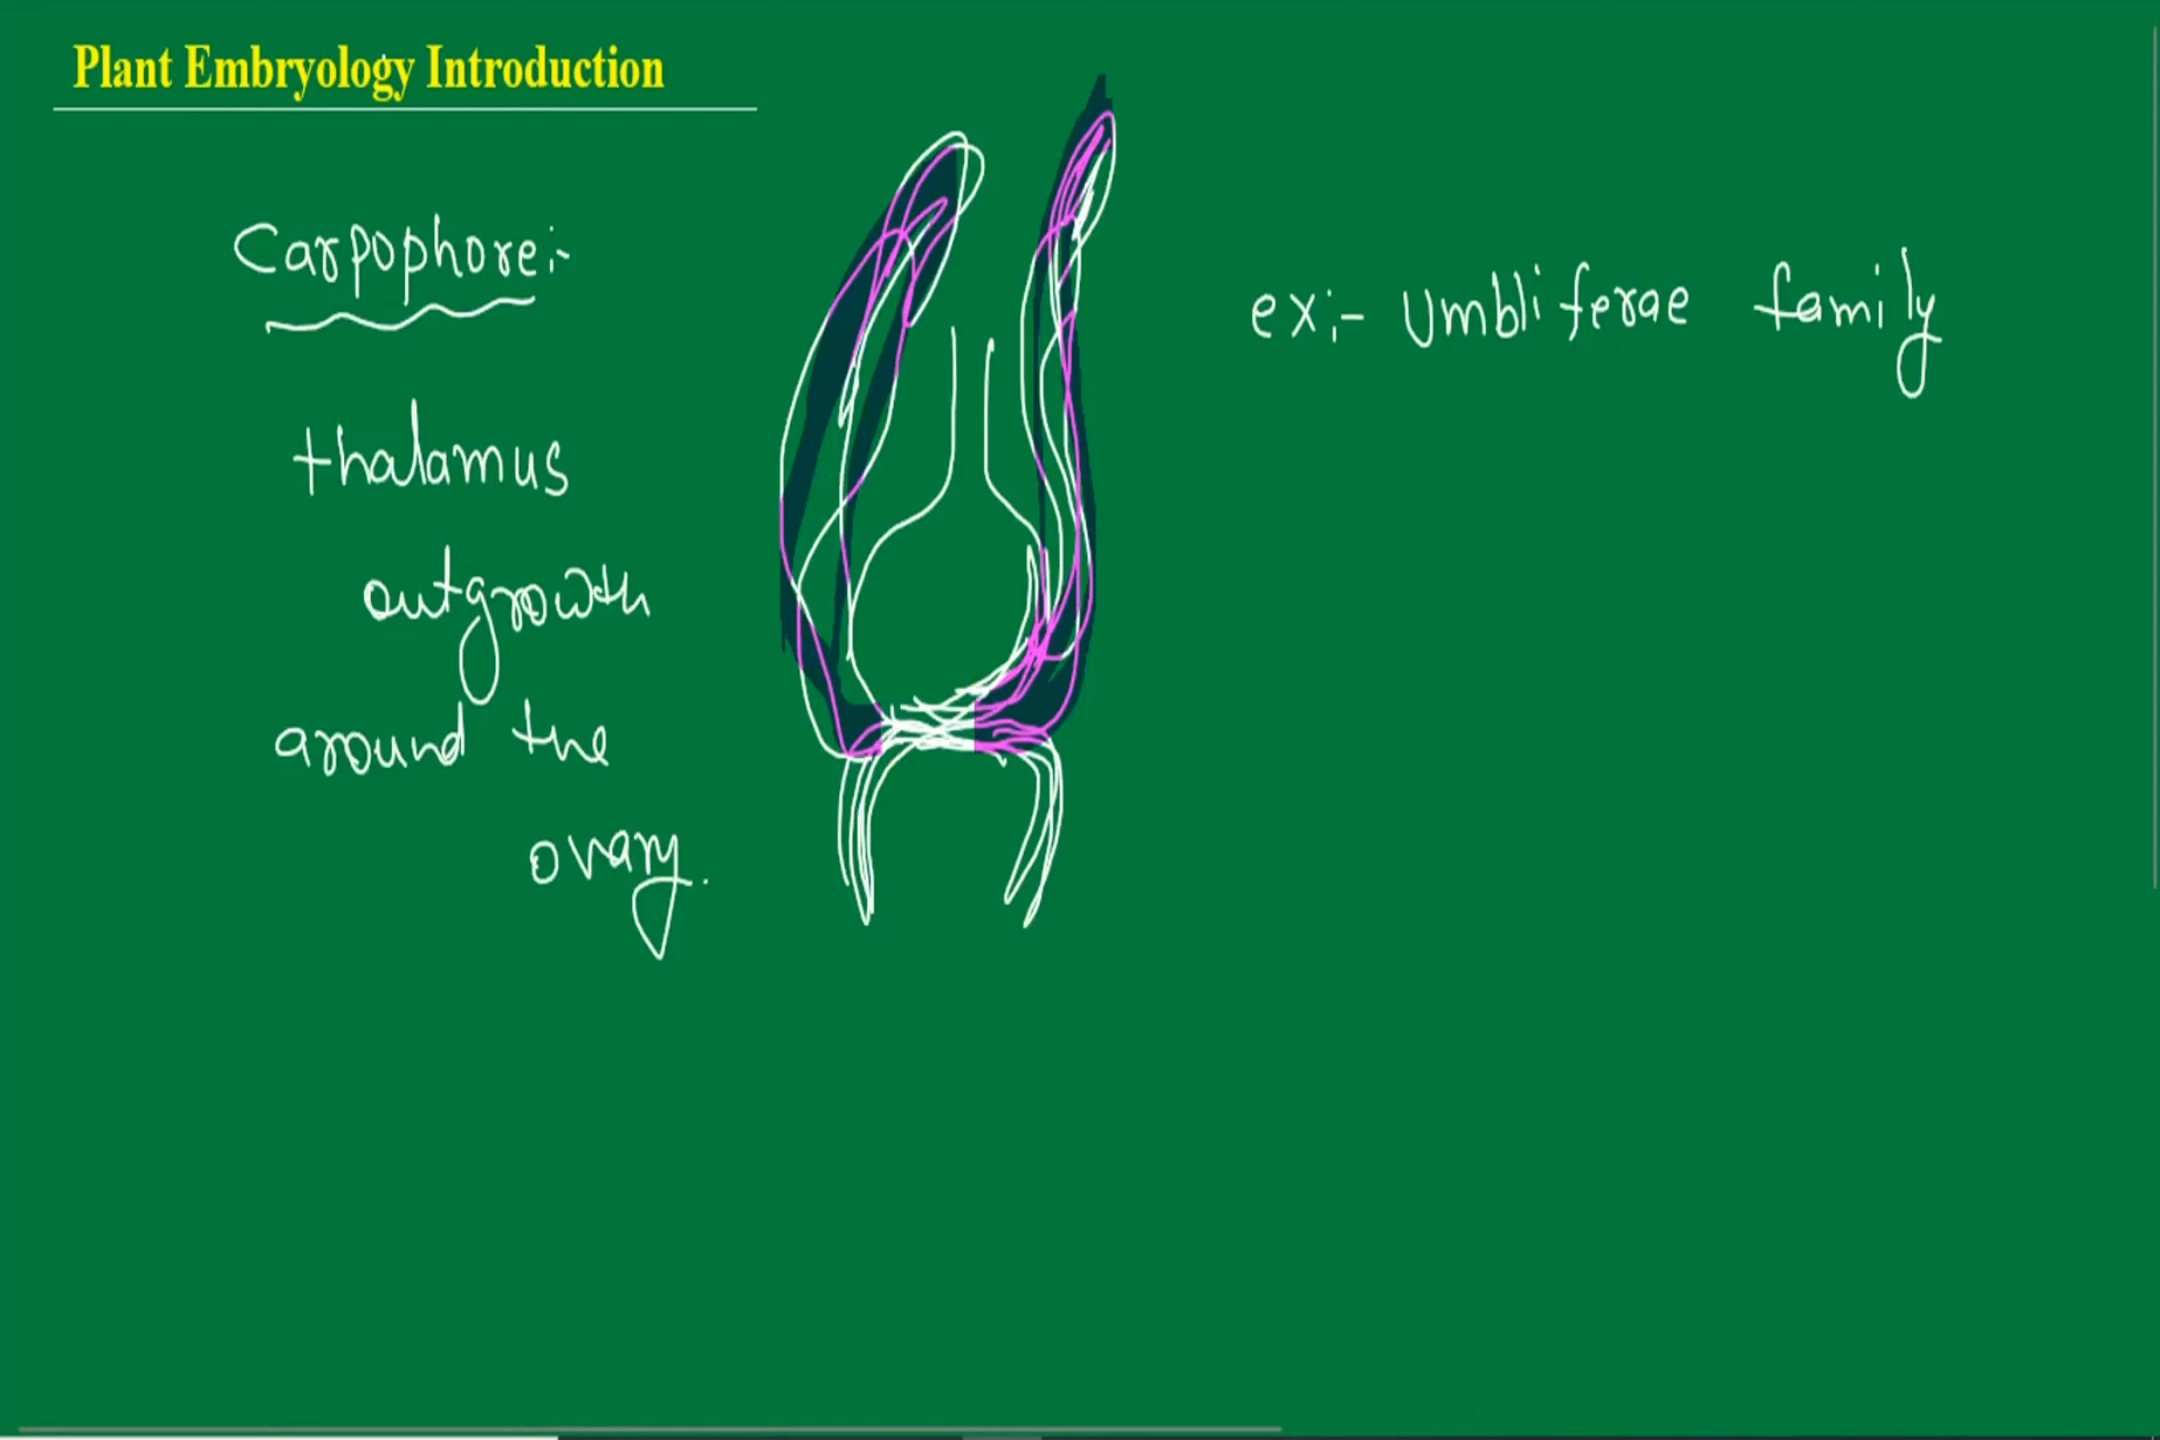 Plant Embryology Introduction
Carpophore:-
thalamus
outgrowth
around the
ovary.
ex:- Umbliferae family